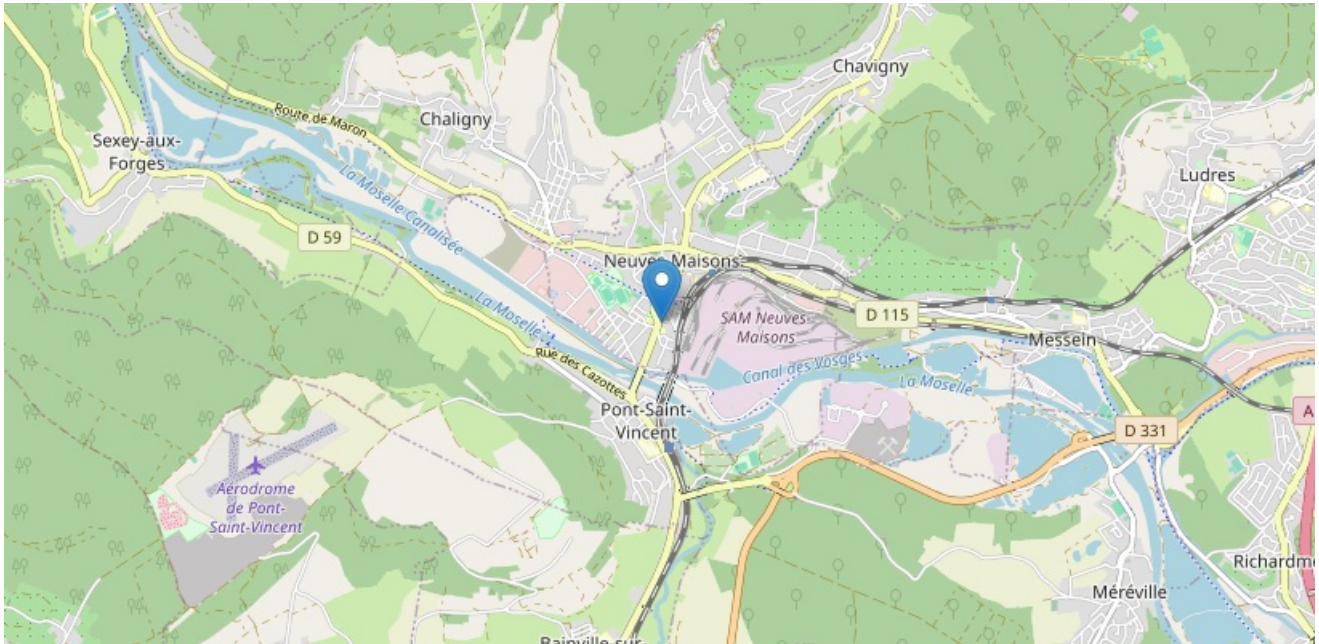 Chavigny
Route de Maron
Chaligny
Sexey-aux-
Forges
Ludres
La Moselle Canalisée
D 59
Neuves-Maisons
La Moselle
SAM Neuves-
Maisons
D 115
Messein
Rue des Cazottes
Canal des Vosges
La Moselle
Pont-Saint-
Vincent
A
D 331
Aérodrome
de Pont-
Saint-Vincent
Richardm
Méréville
Bainville-sur-